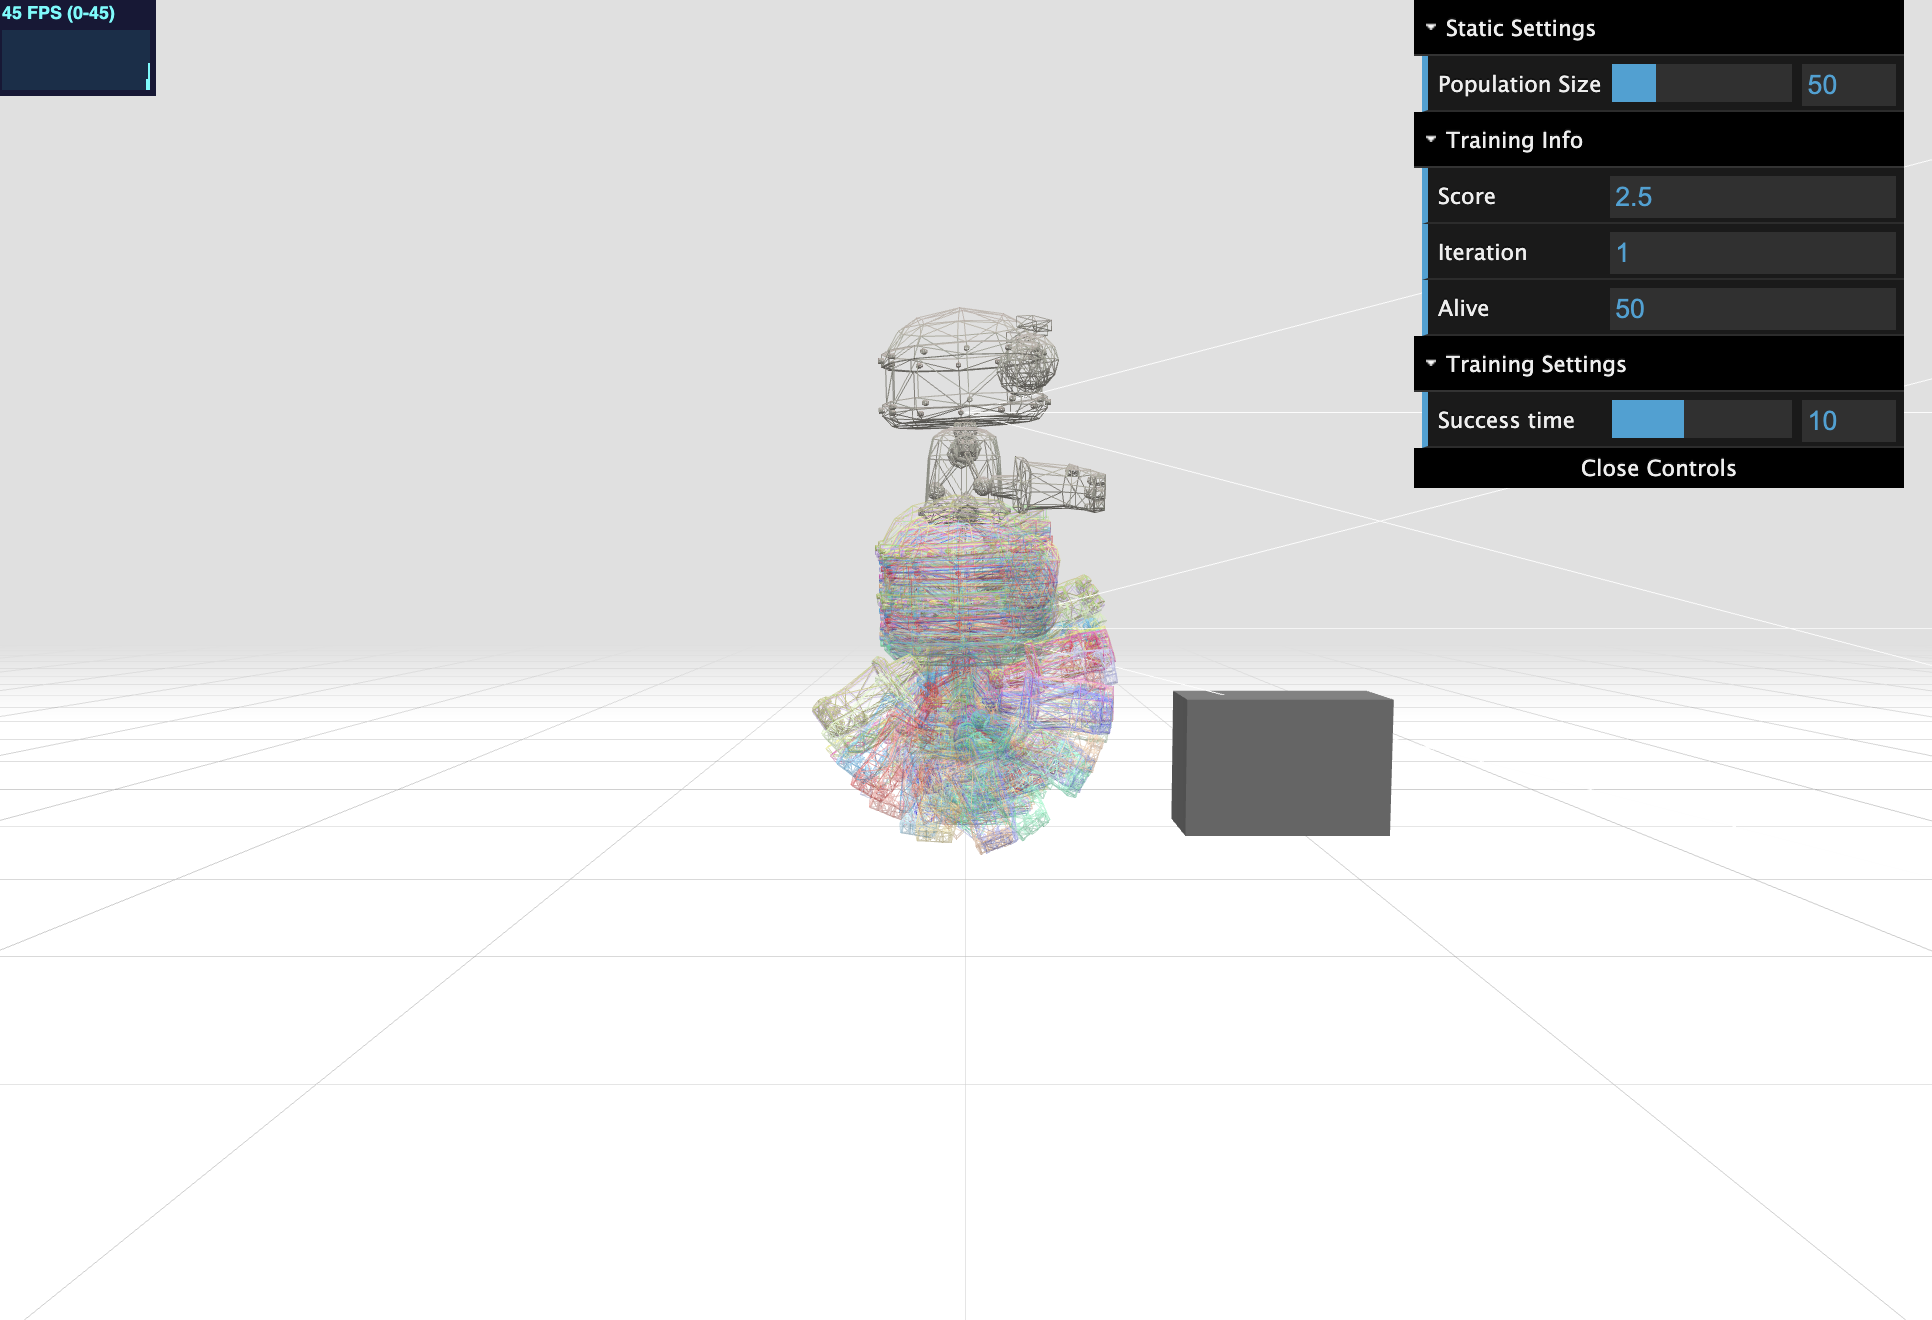 45 FPS (0-45)
Static Settings
Population Size 50
Training Info
Score 2.5
Iteration 1
Alive 50
Training Settings
Success time 10
Close Controls